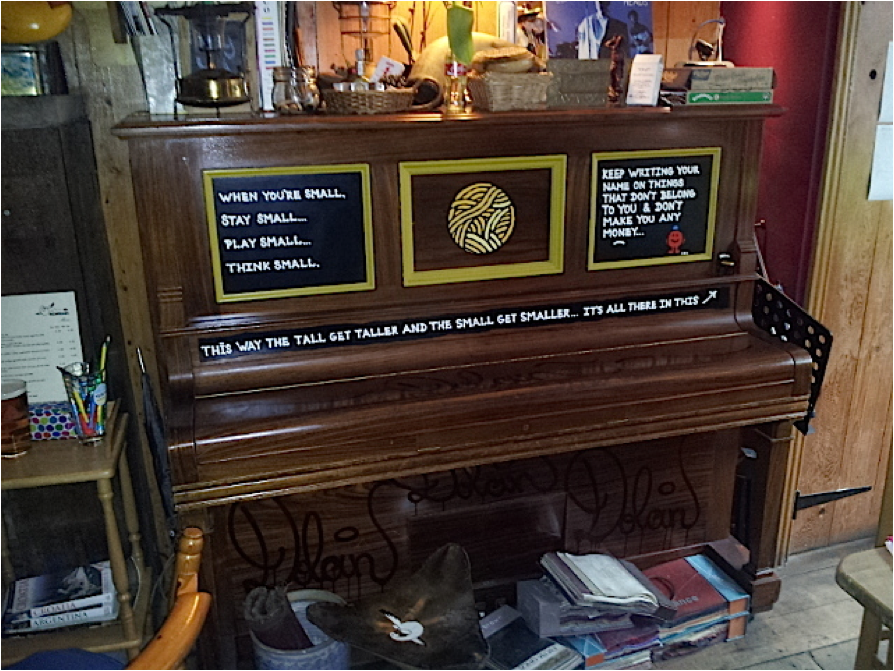 WHEN YOU'RE SMALL,
STAY SMALL...
PLAY SMALL...
THINK SMALL.
KEEP WRITING YOUR
NAME ON THINGS
THAT DON'T BELONG
TO YOU & DON'T
MAKE YOU ANY
MONEY...
THIS WAY THE TALL GET TALLER AND THE SMALL GET SMALLER... IT'S ALL THERE IN THIS
Dolan
Dolan
Dolan
CROATIA
ARGENTINA